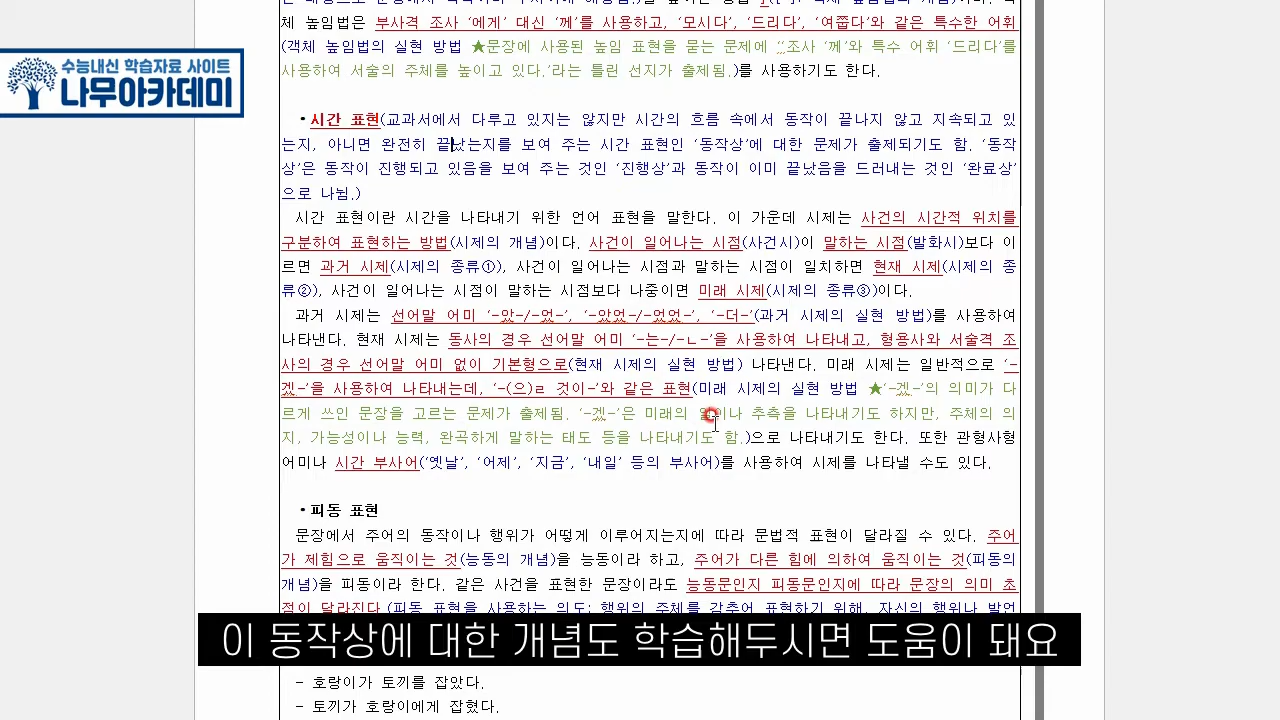 체 높임법은 부사격 조사 ‘에게’ 대신 ‘께’를 사용하고, ‘모시다’, ‘드리다’, ‘여쭙다’와 같은 특수한 어휘
(객체 높임법의 실현 방법 ★문장에 사용된 높임 표현을 묻는 문제에 ‘조사 ‘께’와 특수 어휘 ‘드리다’를
사용하여 서술의 주체를 높이고 있다.’라는 틀린 선지가 출제됨.)를 사용하기도 한다.
수능내신 학습자료 사이트
나무아카데미
•시간 표현(교과서에서 다루고 있지는 않지만 시간의 흐름 속에서 동작이 끝나지 않고 지속되고 있
는지, 아니면 완전히 끝났는지를 보여 주는 시간 표현인 ‘동작상’에 대한 문제가 출제되기도 함. ‘동작
상’은 동작이 진행되고 있음을 보여 주는 것인 ‘진행상’과 동작이 이미 끝났음을 드러내는 것인 ‘완료상’
으로 나뉨.)
시간 표현이란 시간을 나타내기 위한 언어 표현을 말한다. 이 가운데 시제는 사건의 시간적 위치를
구분하여 표현하는 방법(시제의 개념)이다. 사건이 일어나는 시점(사건시)이 말하는 시점(발화시)보다 이
르면 과거 시제(시제의 종류①), 사건이 일어나는 시점과 말하는 시점이 일치하면 현재 시제(시제의 종
류②), 사건이 일어나는 시점이 말하는 시점보다 나중이면 미래 시제(시제의 종류③)이다.
과거 시제는 선어말 어미 ‘-았-/-었-’, ‘-았었-/-었었-’, ‘-더-’(과거 시제의 실현 방법)를 사용하여
나타낸다. 현재 시제는 동사의 경우 선어말 어미 ‘-는-/-ㄴ-’을 사용하여 나타내고, 형용사와 서술격 조
사의 경우 선어말 어미 없이 기본형으로(현재 시제의 실현 방법) 나타낸다. 미래 시제는 일반적으로 ‘-
겠-’을 사용하여 나타내는데, ‘-(으)ㄹ 것이-’와 같은 표현(미래 시제의 실현 방법 ★‘-겠-’의 의미가 다
르게 쓰인 문장을 고르는 문제가 출제됨. ‘-겠-’은 미래의 나 추측을 나타내기도 하지만, 주체의 의
지, 가능성이나 능력, 완곡하게 말하는 태도 등을 나타내기도 함.)으로 나타내기도 한다. 또한 관형사형
어미나 시간 부사어(‘옛날’, ‘어제’, ‘지금’, ‘내일’ 등의 부사어)를 사용하여 시제를 나타낼 수도 있다.
•피동 표현
문장에서 주어의 동작이나 행위가 어떻게 이루어지는지에 따라 문법적 표현이 달라질 수 있다. 주어
가 제힘으로 움직이는 것(능동의 개념)을 능동이라 하고, 주어가 다른 힘에 의하여 움직이는 것(피동의
개념)을 피동이라 한다. 같은 사건을 표현한 문장이라도 능동문인지 피동문인지에 따라 문장의 의미 초
점이 달라진다.(피동 표현을 사용하는 의도: 행위의 주체를 감추어 표현하기 위해, 자신의 행위나 발언
이 동작상에 대한 개념도 학습해두시면 도움이 돼요
- 호랑이가 토끼를 잡았다.
- 토끼가 호랑이에게 잡혔다.